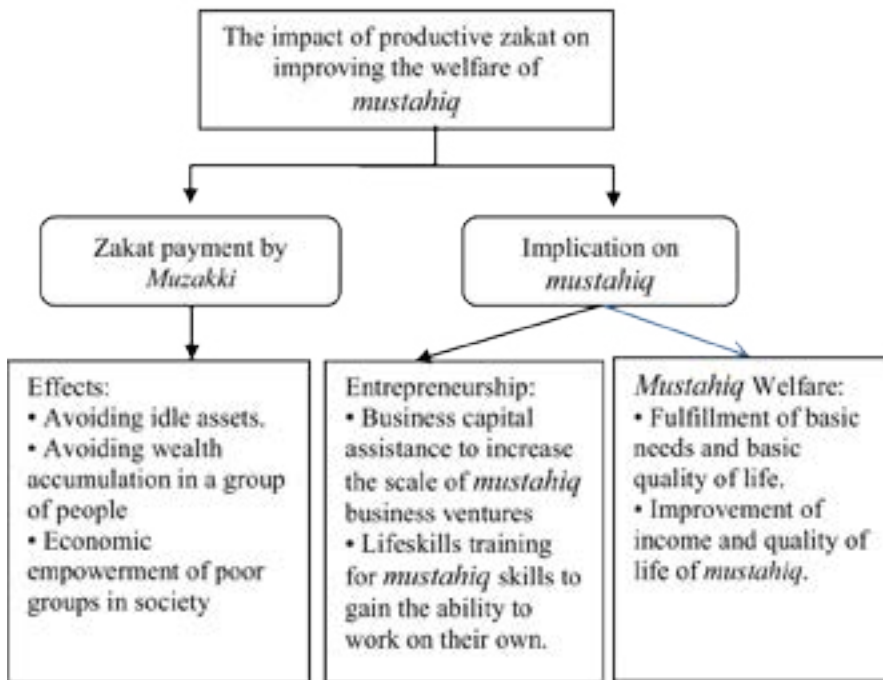 The impact of productive zakat on
improving the welfare of
mustahiq
Zakat payment by
Muzakki
Implication on
mustahiq
Effects:
• Avoiding idle assets.
• Avoiding wealth
accumulation in a group
of people
• Economic
empowerment of poor
groups in society
Entrepreneurship:
• Business capital
assistance to increase
the scale of mustahiq
business ventures
• Lifeskills training
for mustahiq skills to
gain the ability to
work on their own.
Mustahiq Welfare:
• Fulfillment of basic
needs and basic
quality of life.
• Improvement of
income and quality of
life of mustahiq.